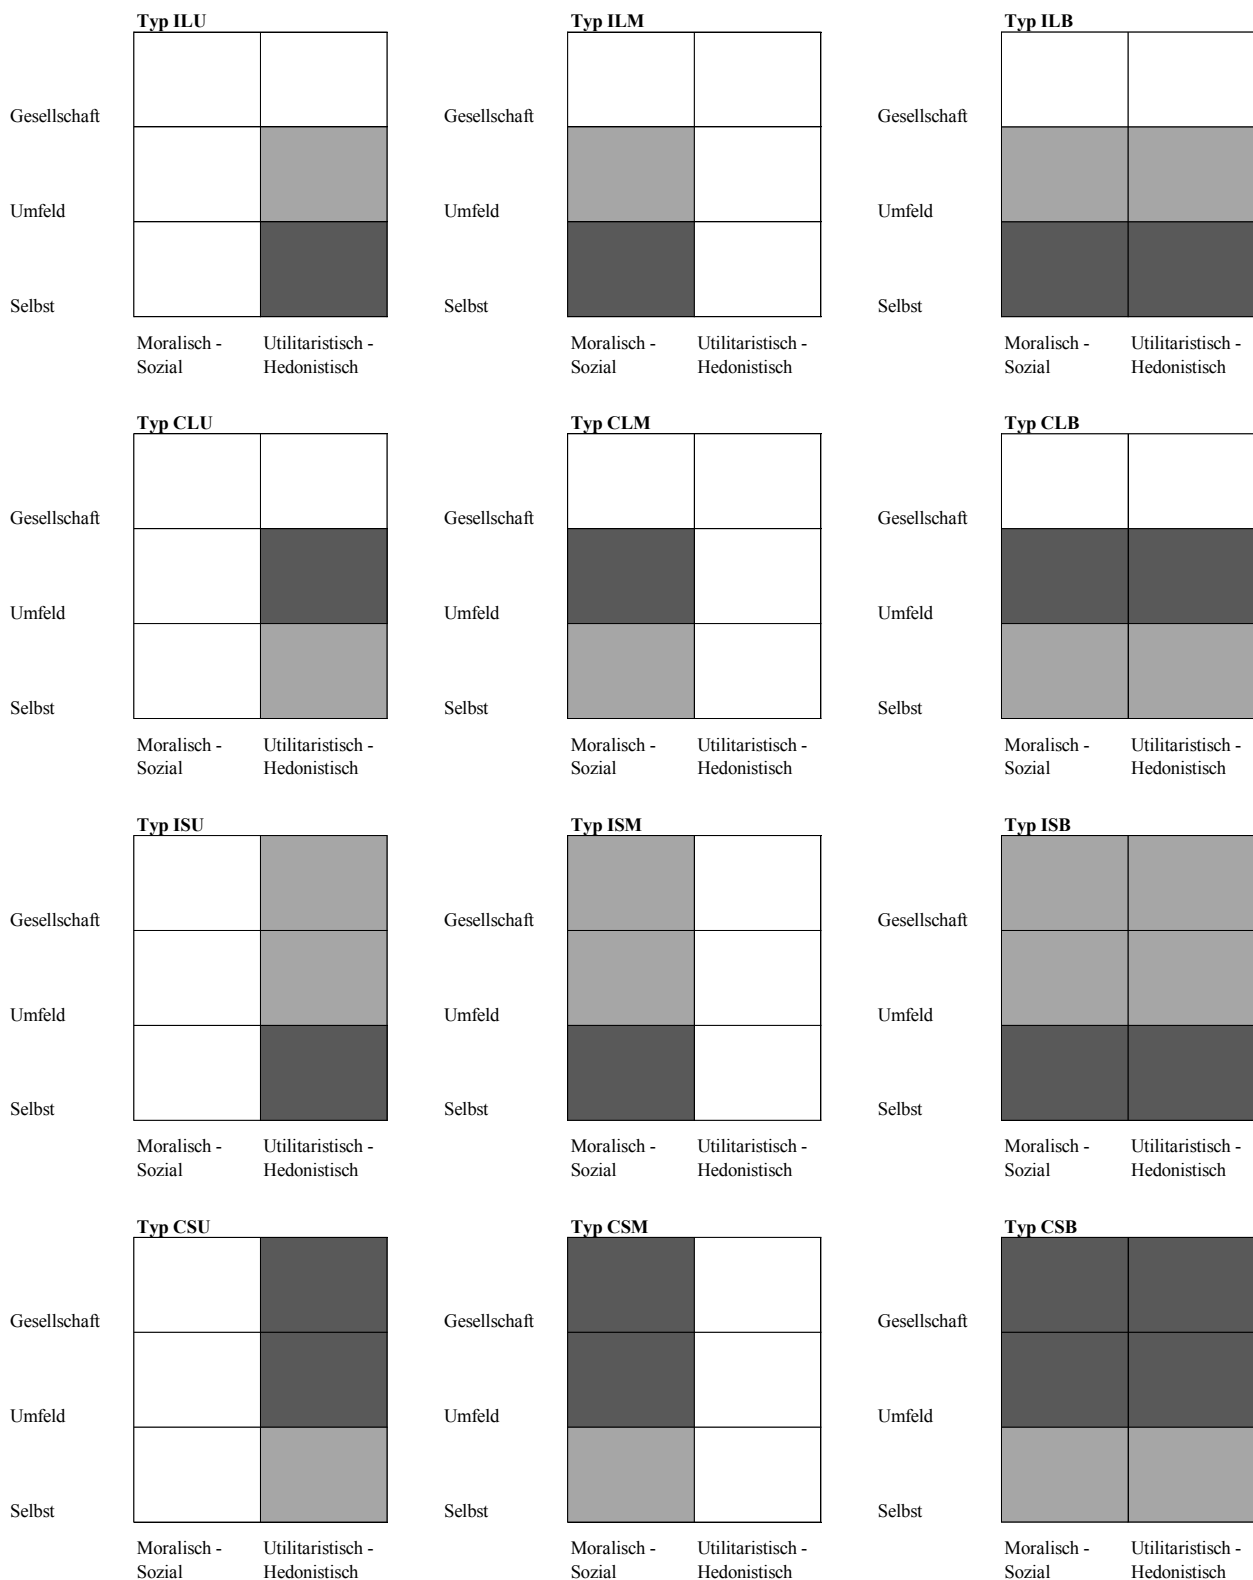 Typ ILU
Typ ILM
Typ ILB
Gesellschaft
Gesellschaft
Gesellschaft
Umfeld
Umfeld
Umfeld
Selbst
Selbst
Selbst
Moralisch -
Sozial
Utilitaristisch -
Hedonistisch
Moralisch -
Sozial
Utilitaristisch -
Hedonistisch
Moralisch -
Sozial
Utilitaristisch -
Hedonistisch
Typ CLU
Typ CLM
Typ CLB
Gesellschaft
Gesellschaft
Gesellschaft
Umfeld
Umfeld
Umfeld
Selbst
Selbst
Selbst
Moralisch -
Sozial
Utilitaristisch -
Hedonistisch
Moralisch -
Sozial
Utilitaristisch -
Hedonistisch
Moralisch -
Sozial
Utilitaristisch -
Hedonistisch
Typ ISU
Typ ISM
Typ ISB
Gesellschaft
Gesellschaft
Gesellschaft
Umfeld
Umfeld
Umfeld
Selbst
Selbst
Selbst
Moralisch -
Sozial
Utilitaristisch -
Hedonistisch
Moralisch -
Sozial
Utilitaristisch -
Hedonistisch
Moralisch -
Sozial
Utilitaristisch -
Hedonistisch
Typ CSU
Typ CSM
Typ CSB
Gesellschaft
Gesellschaft
Gesellschaft
Umfeld
Umfeld
Umfeld
Selbst
Selbst
Selbst
Moralisch -
Sozial
Utilitaristisch -
Hedonistisch
Moralisch -
Sozial
Utilitaristisch -
Hedonistisch
Moralisch -
Sozial
Utilitaristisch -
Hedonistisch